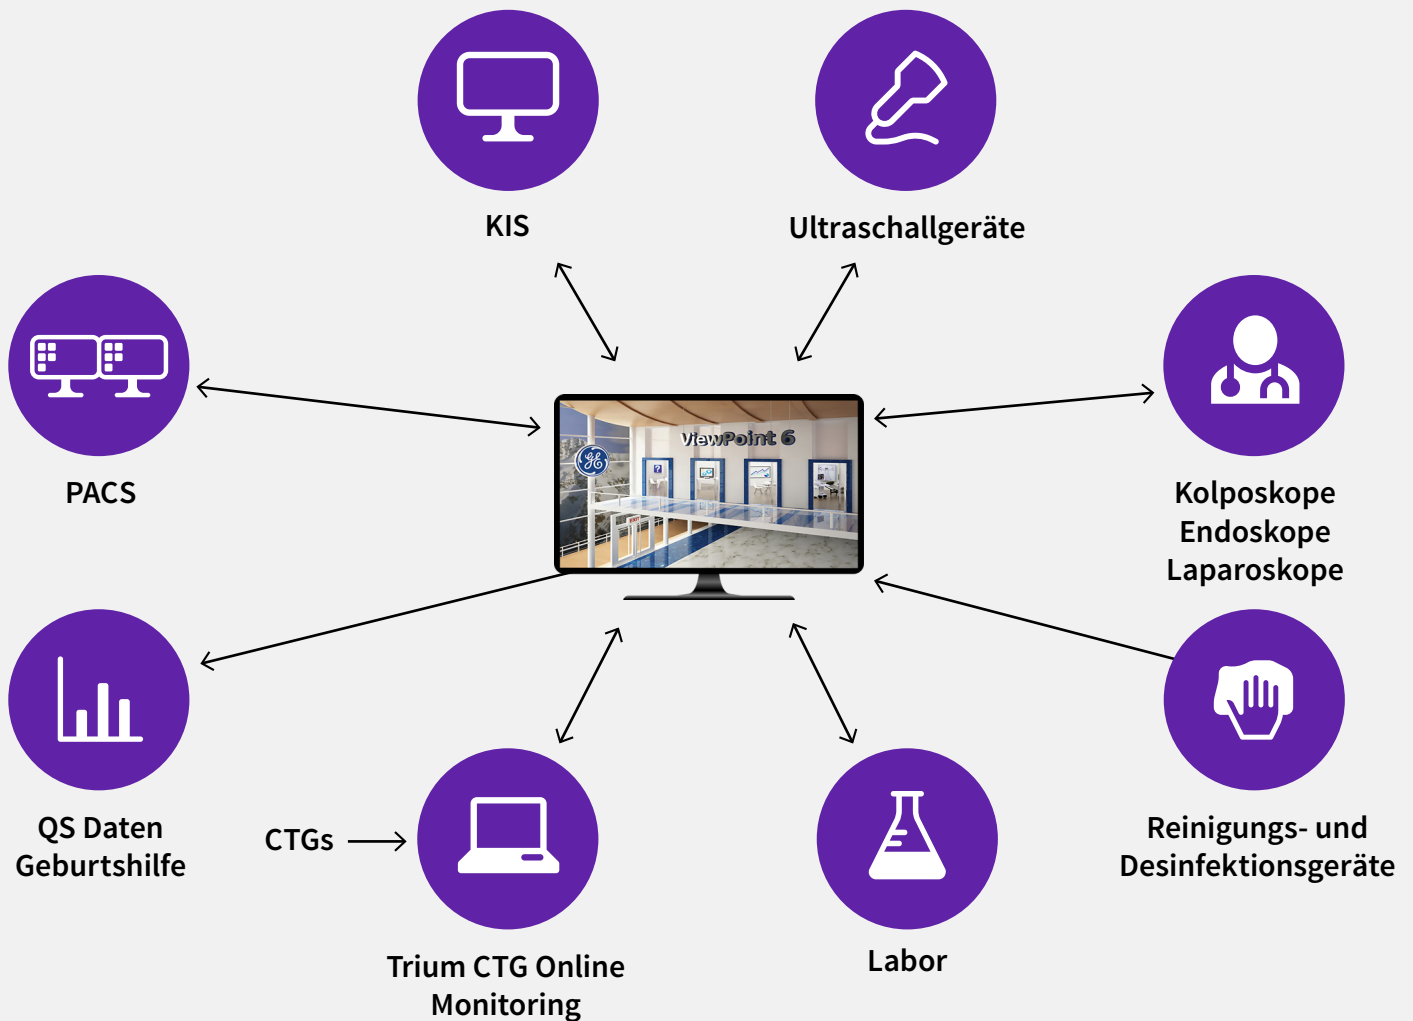 KIS
Ultraschallgeräte
PACS
ViewPoint 6
GE
?
Kolposkope
Endoskope
Laparoskope
QS Daten
Geburtshilfe
CTGs
Trium CTG Online
Monitoring
Labor
Reinigungs- und
Desinfektionsgeräte